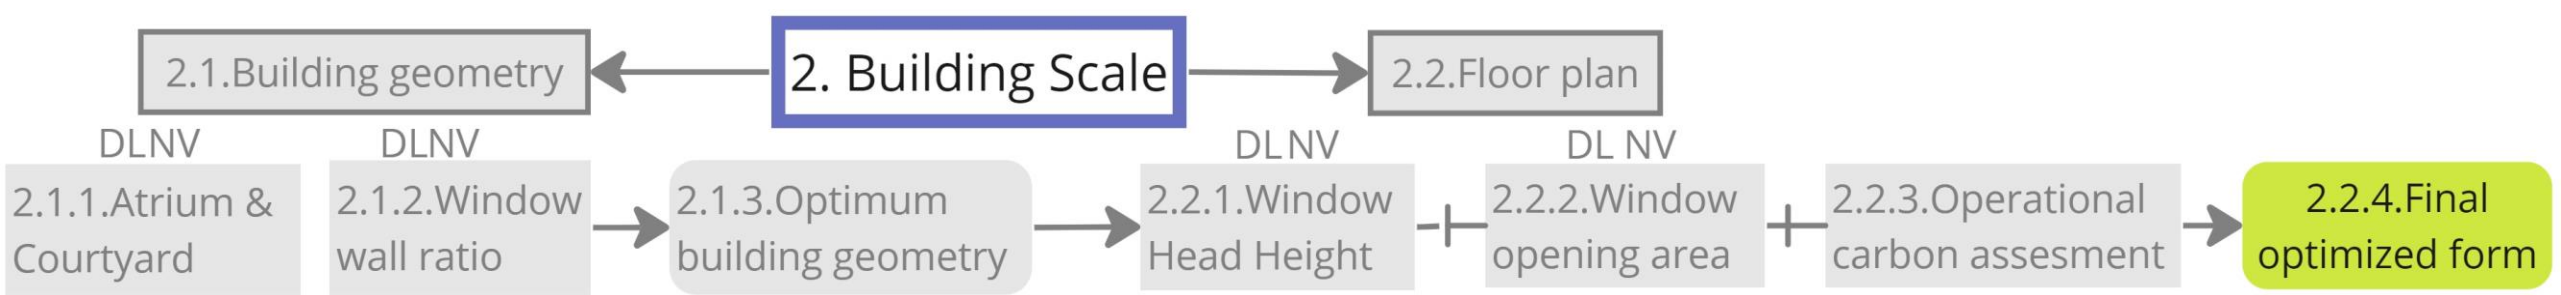 2.1.Building geometry
2. Building Scale
2.2.Floor plan
DLNV
DLNV
DLNV
DL NV
2.1.1.Atrium &
Courtyard
2.1.2.Window
wall ratio
2.1.3.Optimum
building geometry
2.2.1.Window
Head Height
2.2.2.Window
opening area
2.2.3.Operational
carbon assesment
2.2.4.Final
optimized form